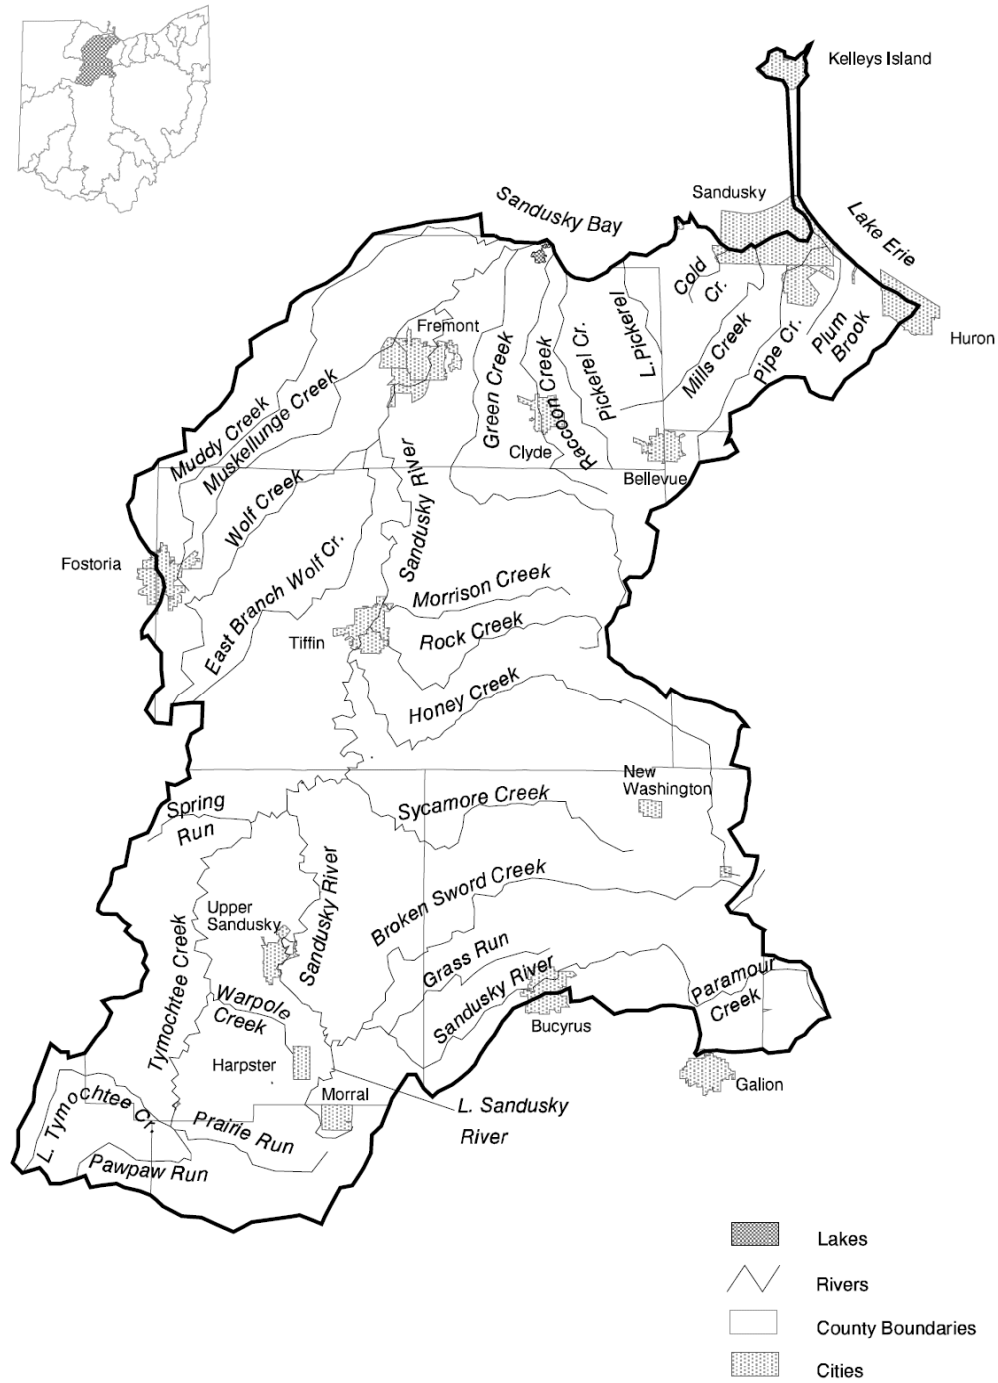 Kelleys Island
Sandusky
Sandusky Bay
Lake Erie
Cold
Cr.
Huron
Fremont
L.Pickerel
Pickerel Cr.
Mills Creek
Pipe Cr.
Plum
Brook
Green Creek
Raccoon Creek
Muddy Creek
Muskellunge Creek
Clyde
Bellevue
Wolf Creek
Sandusky River
Fostoria
East Branch Wolf Cr.
Morrison Creek
Tiffin
Rock Creek
Honey Creek
New
Washington
Spring
Run
Sycamore Creek
Broken Sword Creek
Upper
Sandusky
Sandusky River
Tymochtee Creek
Grass Run
Sandusky River
Paramour
Creek
Warpole
Creek
Bucyrus
Harpster
Galion
Morral
L. Sandusky
River
L. Tymochtee Cr.
Prairie Run
Pawpaw Run
Lakes
Rivers
County Boundaries
Cities